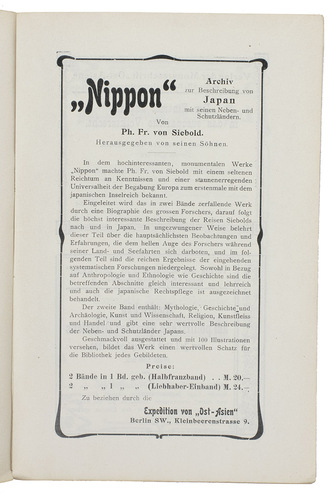 „Nippon“
Archiv
zur Beschreibung von
Japan
mit seinen Neben- und
Schutzländern.
Von
Ph. Fr. von Siebold.
Herausgegeben von seinen Söhnen.
In dem hochinteressanten, monumentalen Werke
„Nippon“ machte Ph. Fr. von Siebold mit einem seltenen
Reichtum an Kenntnissen und einer staunenerregenden
Universalheit der Begabung Europa zum erstenmale mit dem
japanischen Inselreich bekannt.
Eingeleitet wird das in zwei Bände zerfallende Werk
durch eine Biographie des grossen Forschers, darauf folgt
die höchst interessante Beschreibung der Reisen Siebolds
nach und in Japan. In ungezwungener Weise belehrt
dieser Teil über die hauptsächlichsten Beobachtungen und
Erfahrungen, die dem hellen Auge des Forschers während
seiner Land- und Seefahrten sich darboten, und im fol-
genden Teil sind die reichen Ergebnisse der eingehenden
systematischen Forschungen niedergelegt. Sowohl in Bezug
auf Anthropologie und Ethnologie wie Geschichte sind die
betreffenden Abschnitte gleich interessant und lehrreich
und auch die japanische Rechtspflege ist ausgezeichnet
behandelt.
Der zweite Band enthält: Mythologie, Geschichte und
Archäologie, Kunst und Wissenschaft, Religion, Kunstfleiss
und Handel und gibt eine sehr wertvolle Beschreibung
der Neben- und Schutzländer Japans.
Geschmackvoll ausgestattet und mit 100 Illustrationen
versehen, bildet das Werk einen wertvollen Schatz für
die Bibliothek jedes Gebildeten.
Preise:
2 Bände in 1 Bd. geb. (Halbfranzband) . . M. 20,—
2 „ „ 1 „ „ (Liebhaber-Einband) M. 24.—
Zu beziehen durch die
Expedition von „Ost-Asien“
Berlin SW., Kleinbeerenstrasse 9.